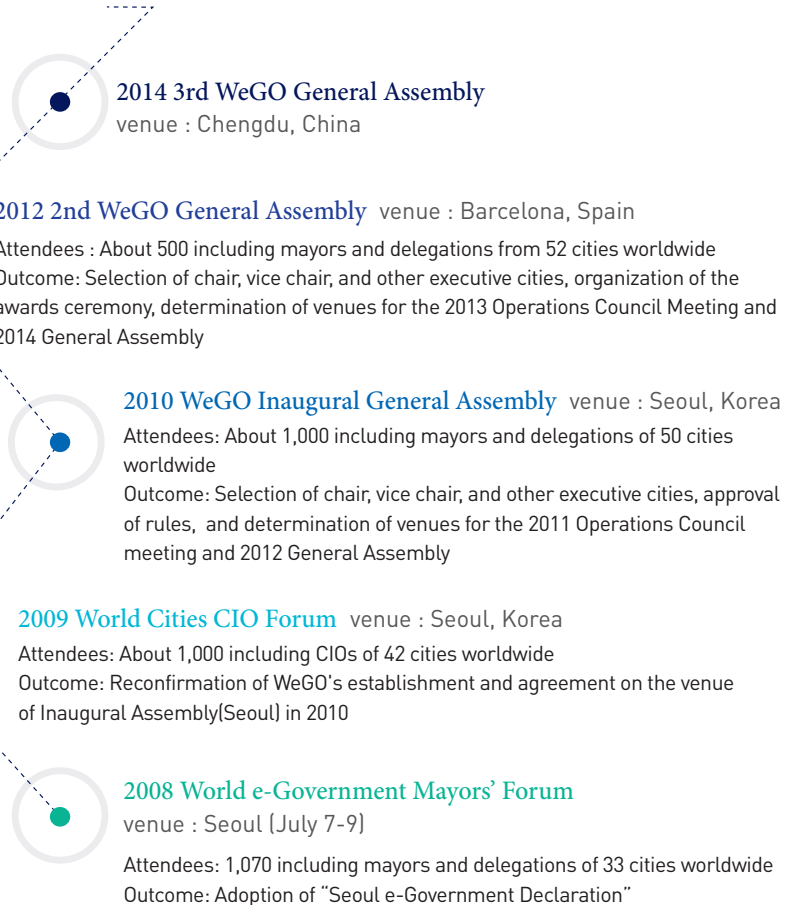 2014 3rd WeGO General Assembly
venue : Chengdu, China
2012 2nd WeGO General Assembly venue : Barcelona, Spain
Attendees : About 500 including mayors and delegations from 52 cities worldwide
Outcome: Selection of chair, vice chair, and other executive cities, organization of the
awards ceremony, determination of venues for the 2013 Operations Council Meeting and
2014 General Assembly
2010 WeGO Inaugural General Assembly venue : Seoul, Korea
Attendees: About 1,000 including mayors and delegations of 50 cities
worldwide
Outcome: Selection of chair, vice chair, and other executive cities, approval
of rules, and determination of venues for the 2011 Operations Council
meeting and 2012 General Assembly
2009 World Cities CIO Forum venue : Seoul, Korea
Attendees: About 1,000 including CIOs of 42 cities worldwide
Outcome: Reconfirmation of WeGO's establishment and agreement on the venue
of Inaugural Assembly(Seoul) in 2010
2008 World e-Government Mayors’ Forum
venue : Seoul (July 7-9)
Attendees: 1,070 including mayors and delegations of 33 cities worldwide
Outcome: Adoption of “Seoul e-Government Declaration”